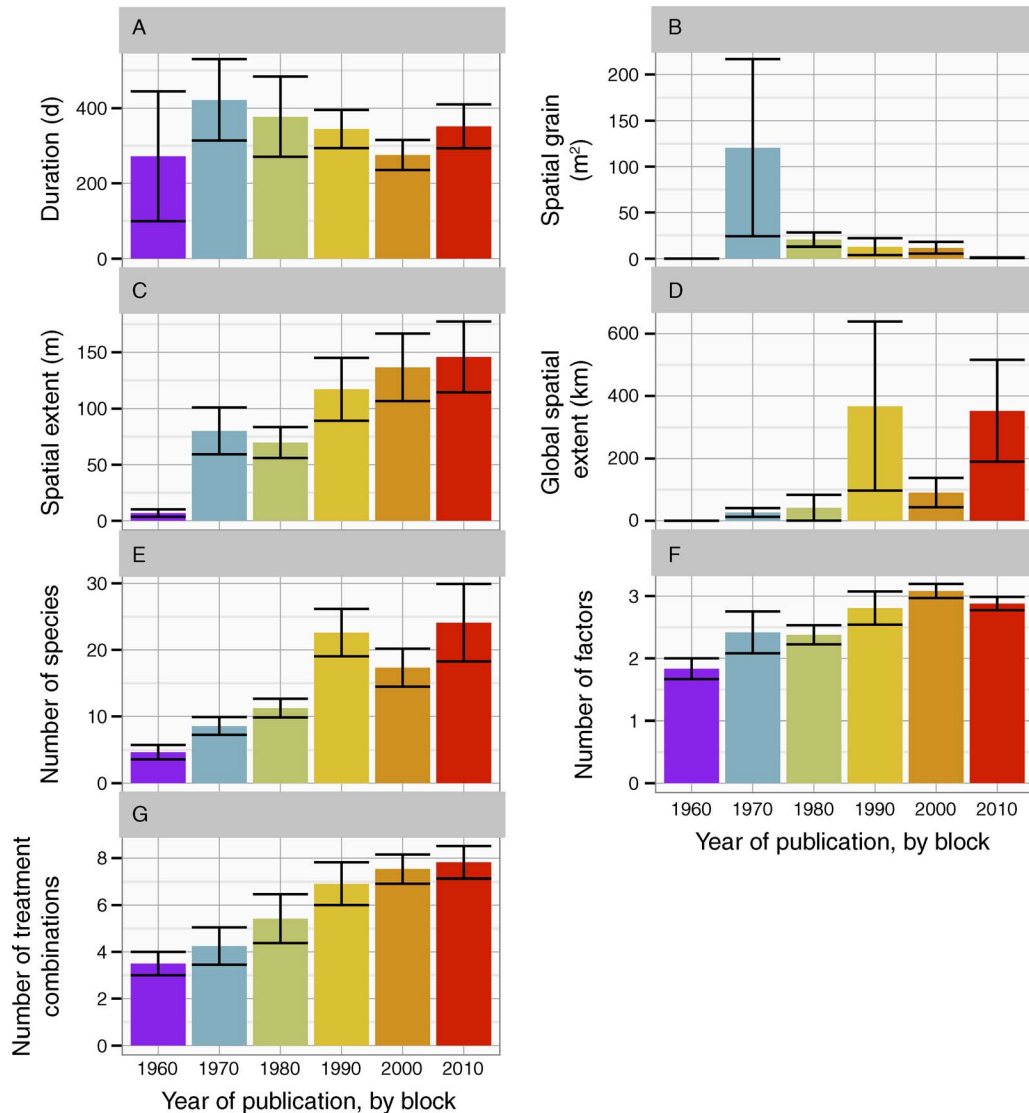 A
Duration (d)
400
200
0
B
Spatial grain
(m²)
200
150
100
50
0
C
Spatial extent (m)
150
100
50
0
D
Global spatial
extent (km)
600
400
200
0
E
Number of species
30
20
10
0
F
Number of factors
3
2
1
0
1960 1970 1980 1990 2000 2010
Year of publication, by block
G
Number of treatment
combinations
8
6
4
2
0
1960 1970 1980 1990 2000 2010
Year of publication, by block